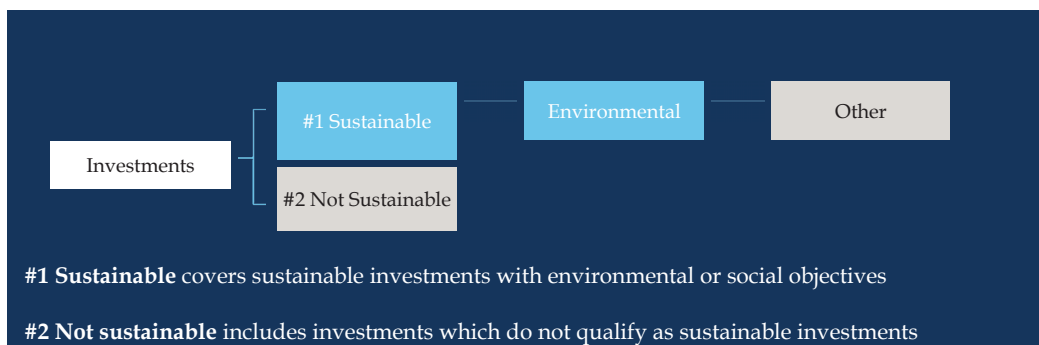 #1 Sustainable
Environmental
Other
Investments
#2 Not Sustainable
#1 Sustainable covers sustainable investments with environmental or social objectives
#2 Not sustainable includes investments which do not qualify as sustainable investments